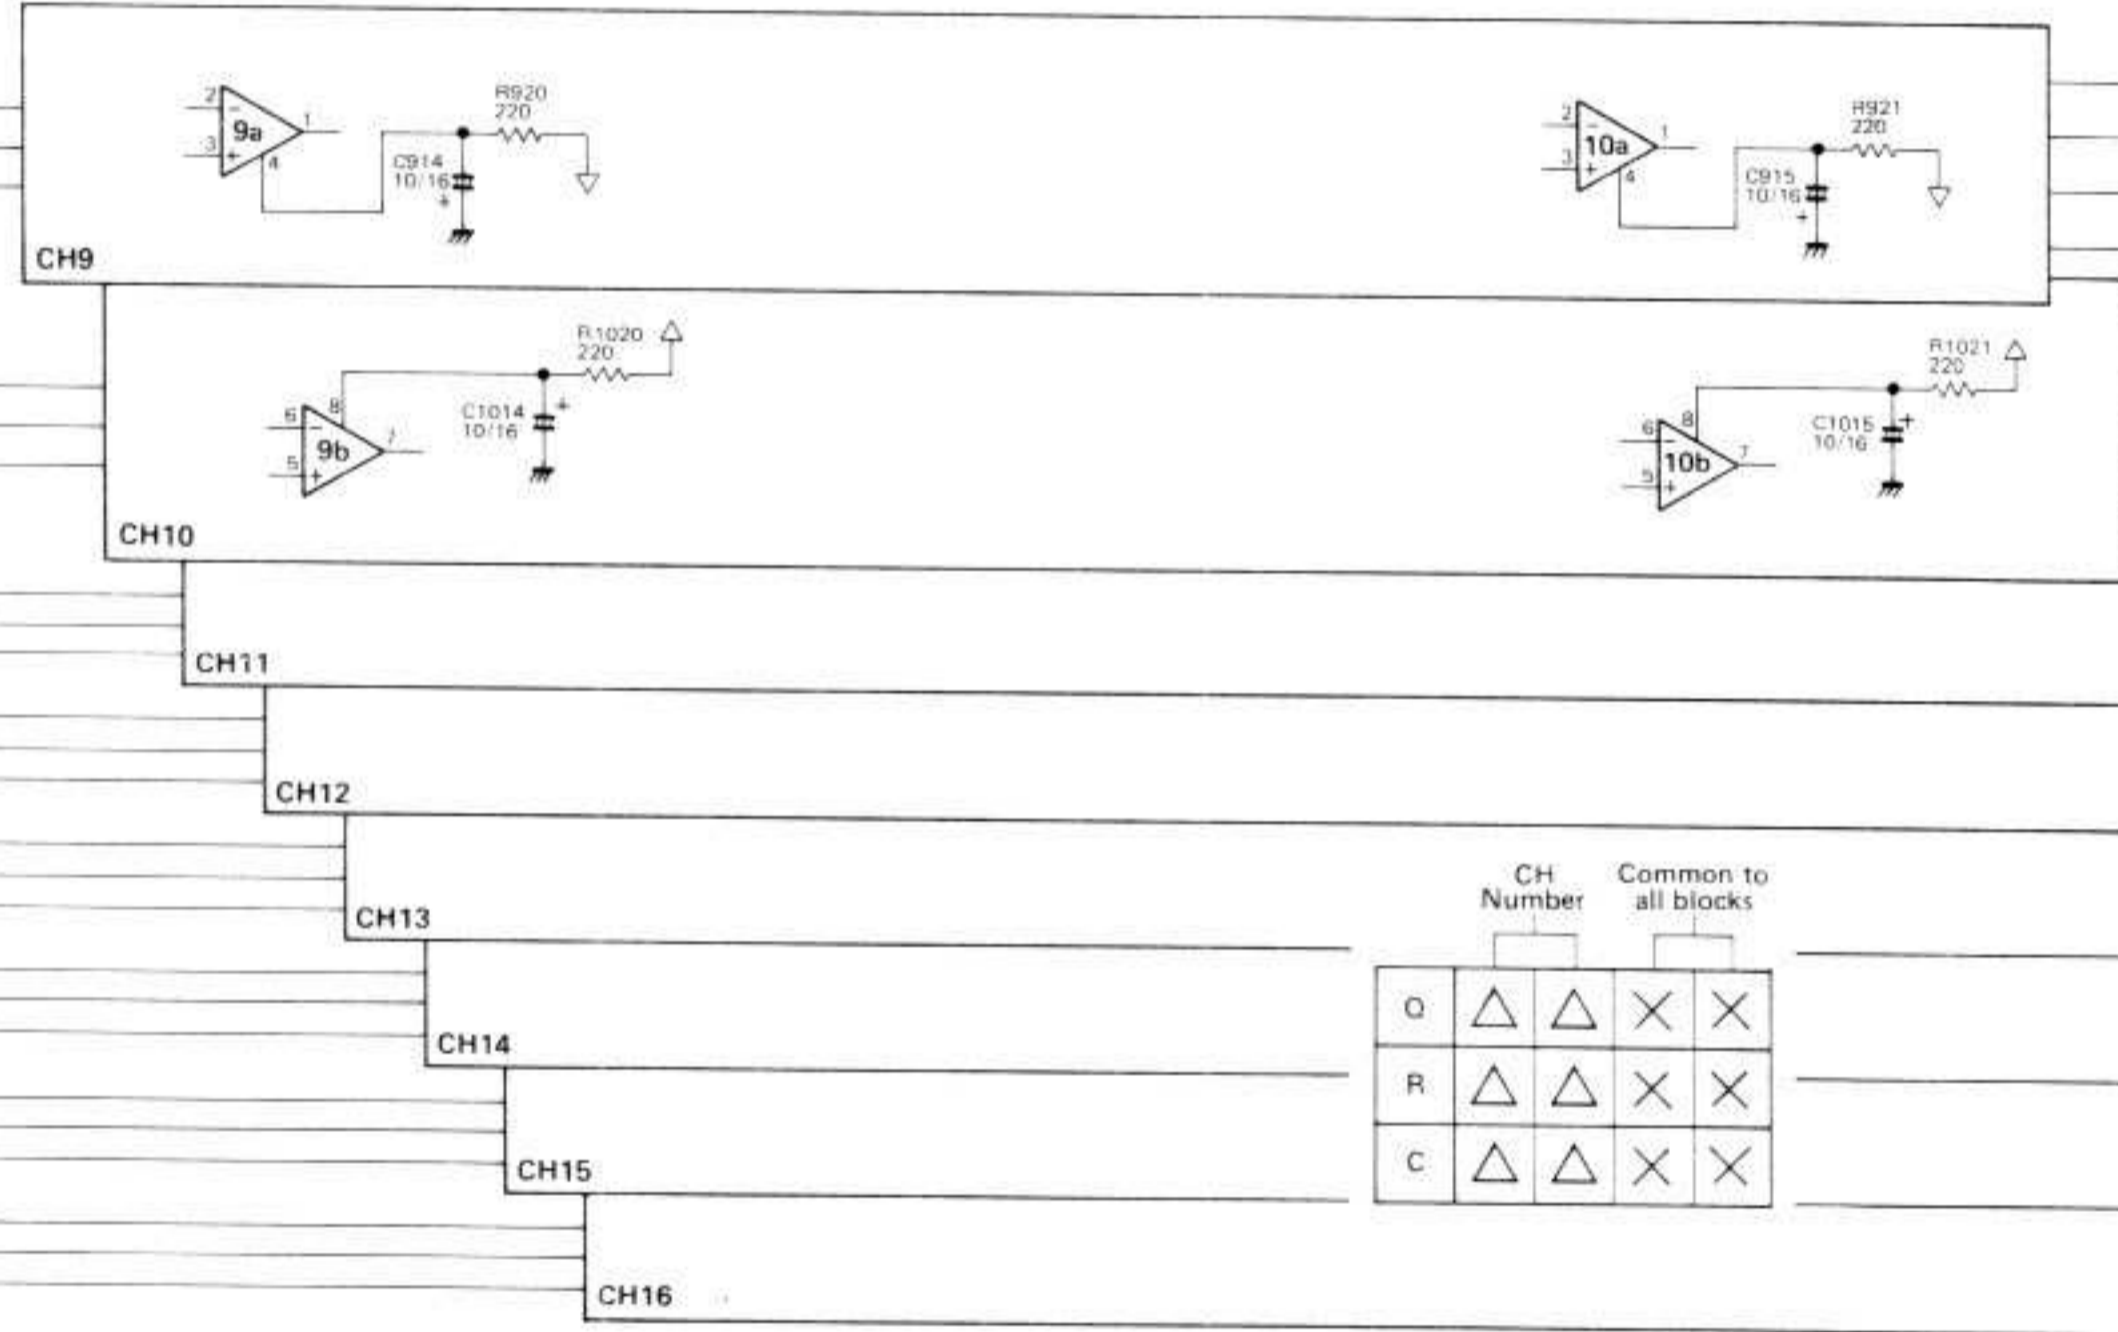 2
−
9a
3
+
1
4
R920
220
C914
10/16
+
2
−
10a
3
+
1
4
R921
220
C915
10/16
+
CH9
R1020
220
8
6
−
9b
5
+
7
C1014
10/16
+
R1021
220
8
6
−
10b
5
+
7
C1015
10/16
+
CH10
CH11
CH12
CH13
CH14
CH15
CH16
CH
Number
Common to
all blocks
Q △ △ × ×
R △ △ × ×
C △ △ × ×